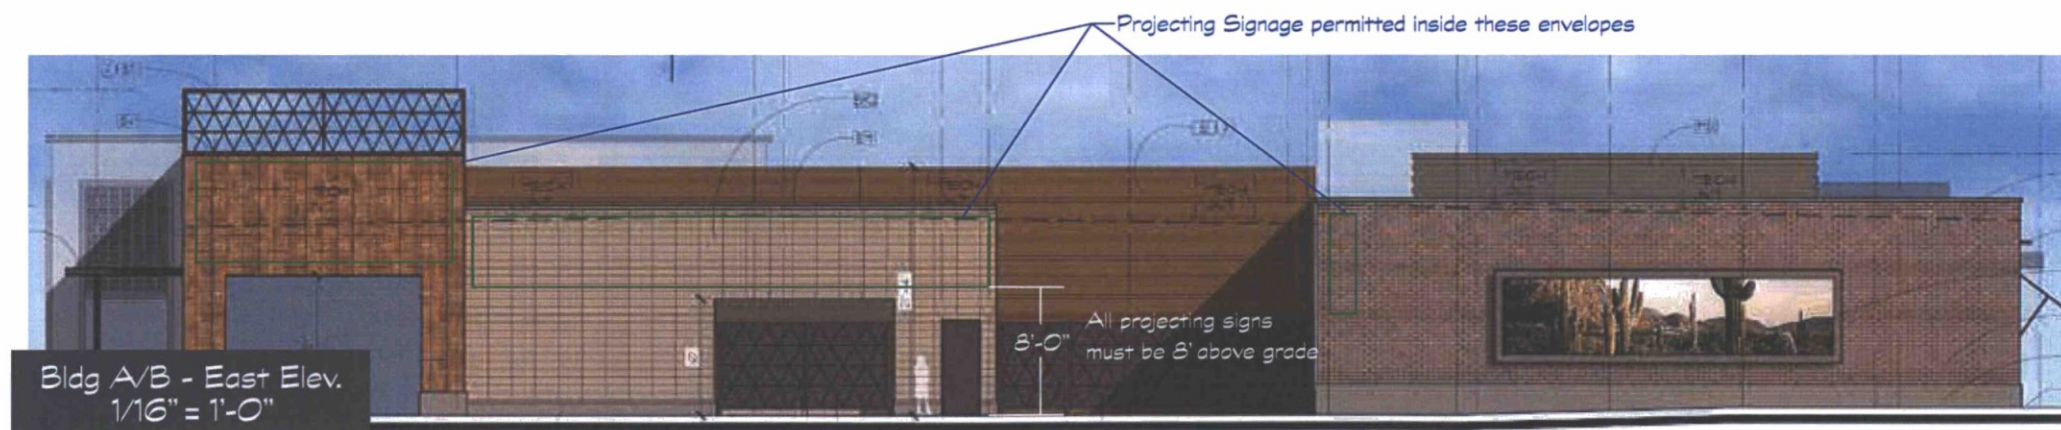 Projecting Signage permitted inside these envelopes
8'-0"
All projecting signs
must be 8' above grade
Bldg A/B - East Elev.
1/16" = 1'-0"